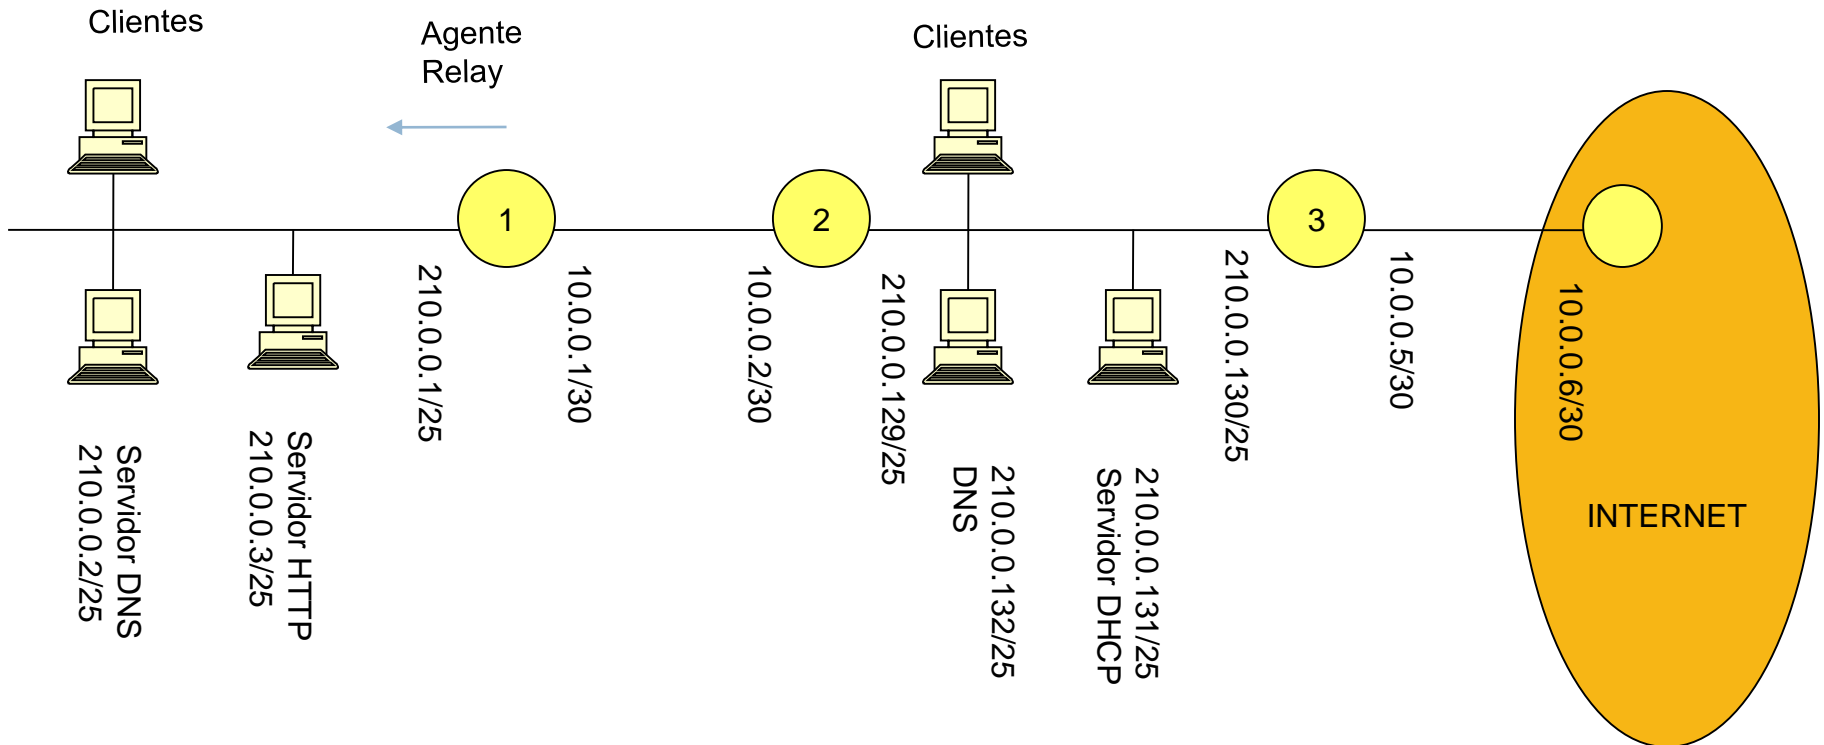 Clientes
Agente
Relay
Clientes
1
2
3
210.0.0.1/25
10.0.0.1/30
10.0.0.2/30
210.0.0.129/25
210.0.0.130/25
10.0.0.5/30
10.0.0.6/30
Servidor DNS
210.0.0.2/25
Servidor HTTP
210.0.0.3/25
210.0.0.132/25
DNS
210.0.0.131/25
Servidor DHCP
INTERNET